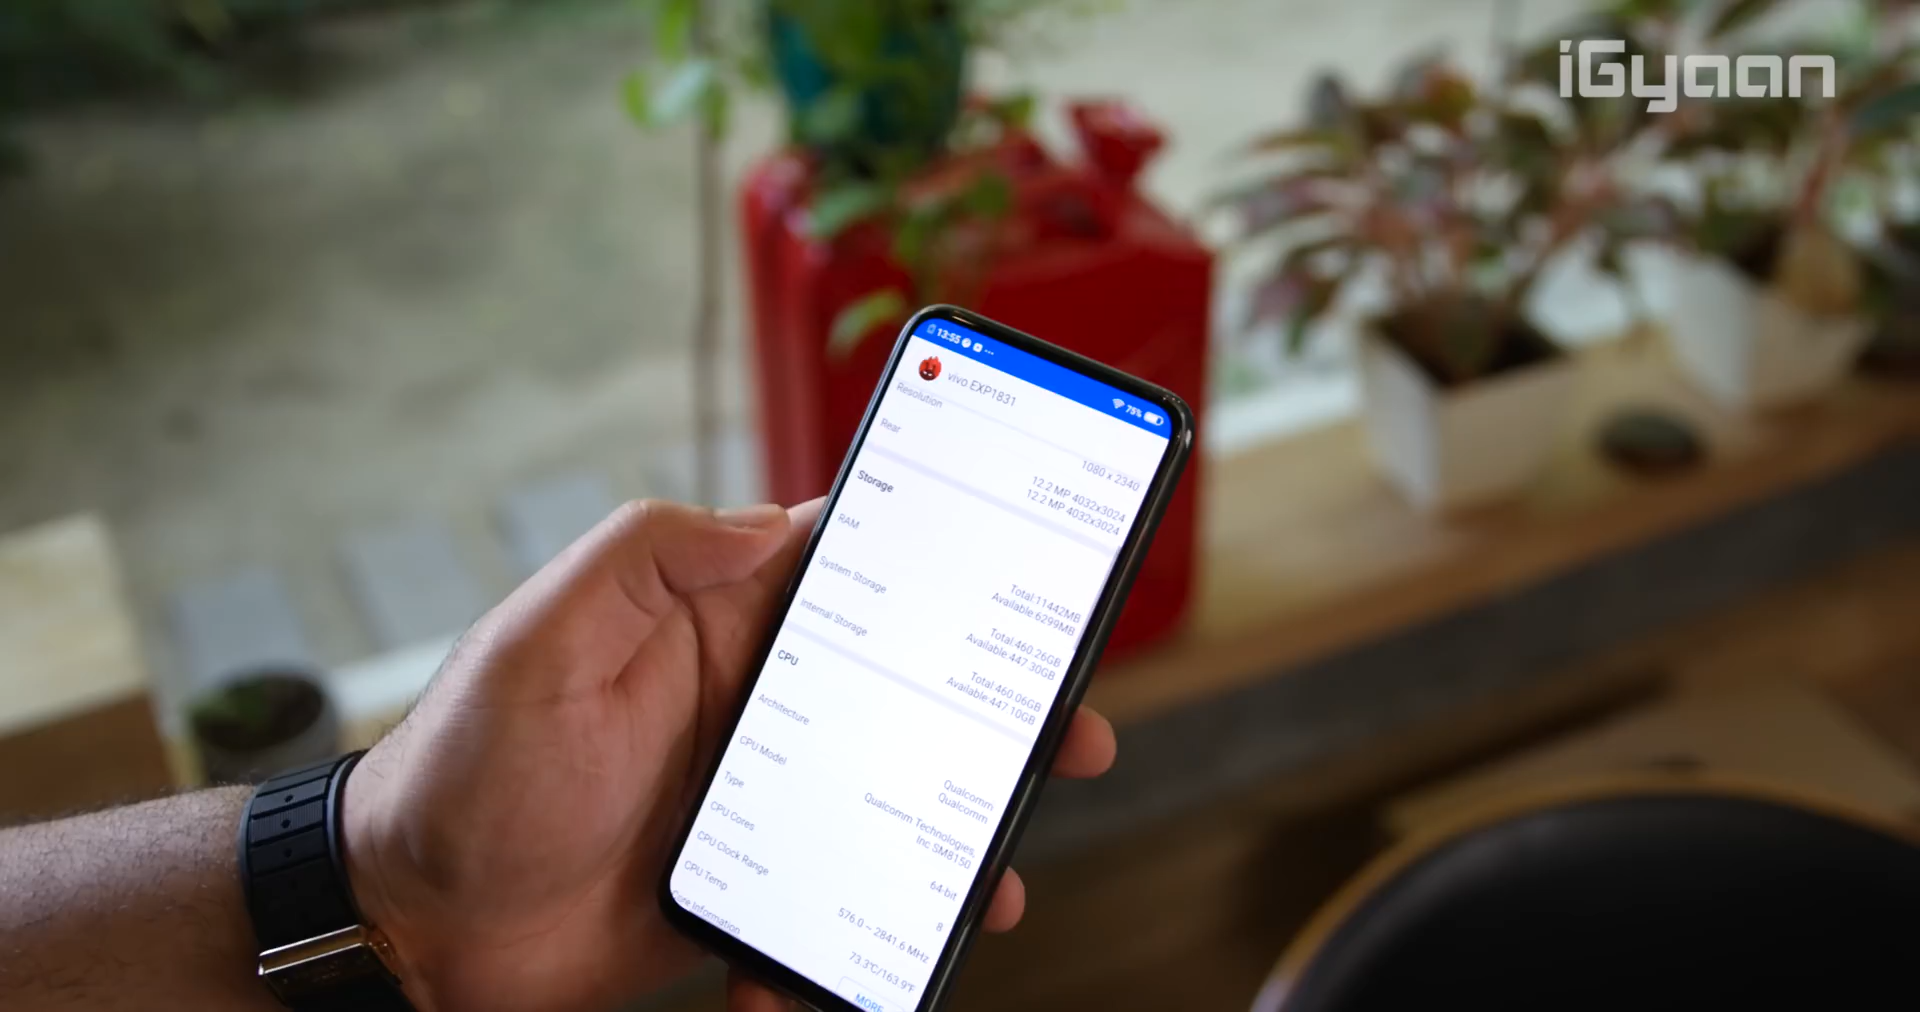 iGyaan
13:55
75%
vivo EXP1831
Resolution
1080 x 2340
Rear
12.2 MP 4032x3024
12.2 MP 4032x3024
Storage
RAM
Total:11442MB
Available:6299MB
System Storage
Total:460.26GB
Available:447.30GB
Internal Storage
Total:460.06GB
Available:447.10GB
CPU
Architecture
Qualcomm
Qualcomm
CPU Model
Qualcomm Technologies,
Inc SM8150
Type
64-bit
CPU Cores
8
CPU Clock Range
576.0 ~ 2841.6 MHz
CPU Temp
73.3℃/163.9℉
Core Information
MORE